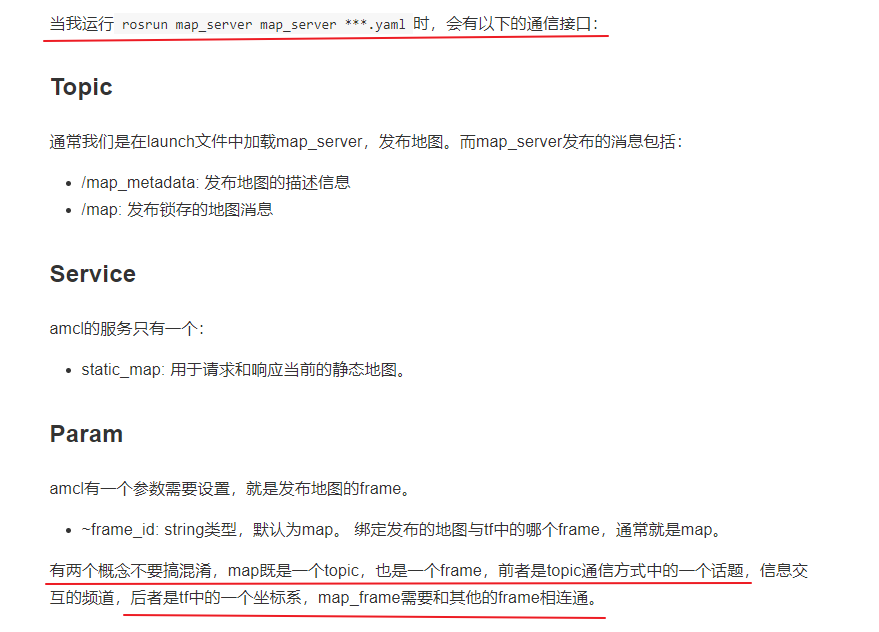 当我运行 rosrun map_server map_server ***.yaml 时，会有以下的通信接口：
Topic
通常我们是在launch文件中加载map_server，发布地图。而map_server发布的消息包括：
• /map_metadata: 发布地图的描述信息
• /map: 发布锁存的地图消息
Service
amcl的服务只有一个：
• static_map: 用于请求和响应当前的静态地图。
Param
amcl有一个参数需要设置，就是发布地图的frame。
• ~frame_id: string类型，默认为map。 绑定发布的地图与tf中的哪个frame，通常就是map。
有两个概念不要搞混淆，map既是一个topic，也是一个frame，前者是topic通信方式中的一个话题，信息交
互的频道，后者是tf中的一个坐标系，map_frame需要和其他的frame相连通。